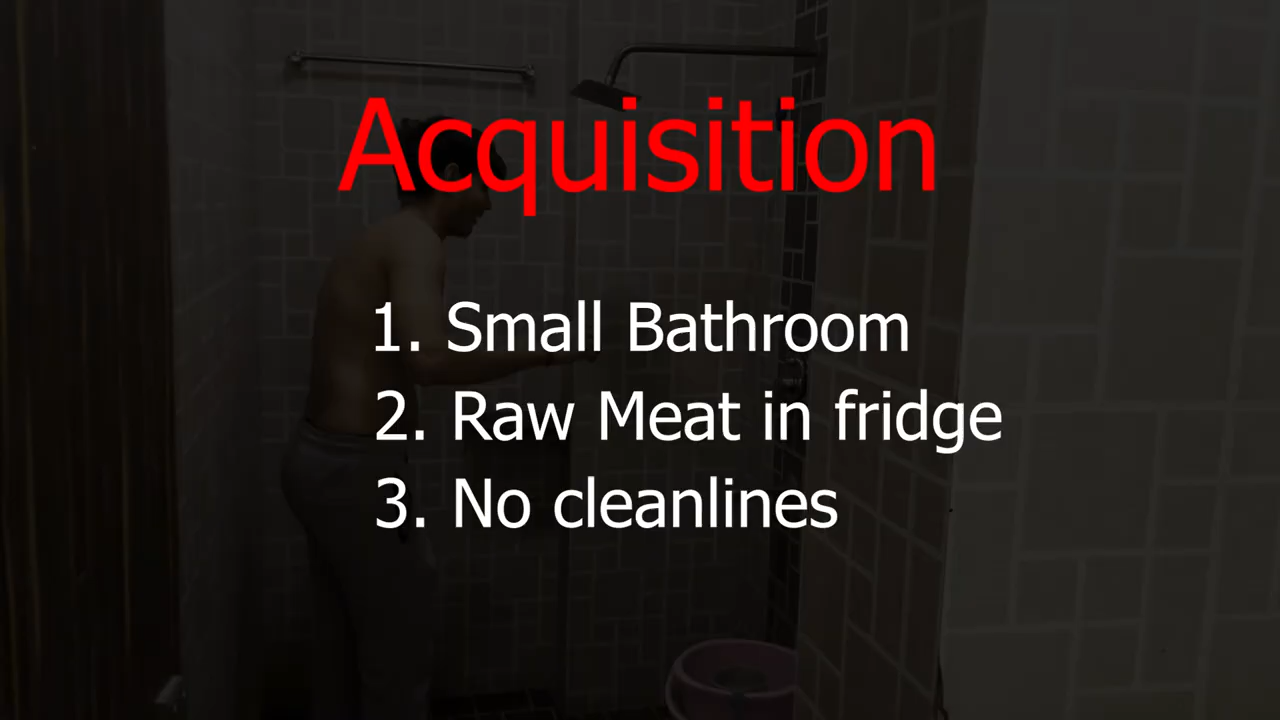 Acquisition
1. Small Bathroom
2. Raw Meat in fridge
3. No cleanlines